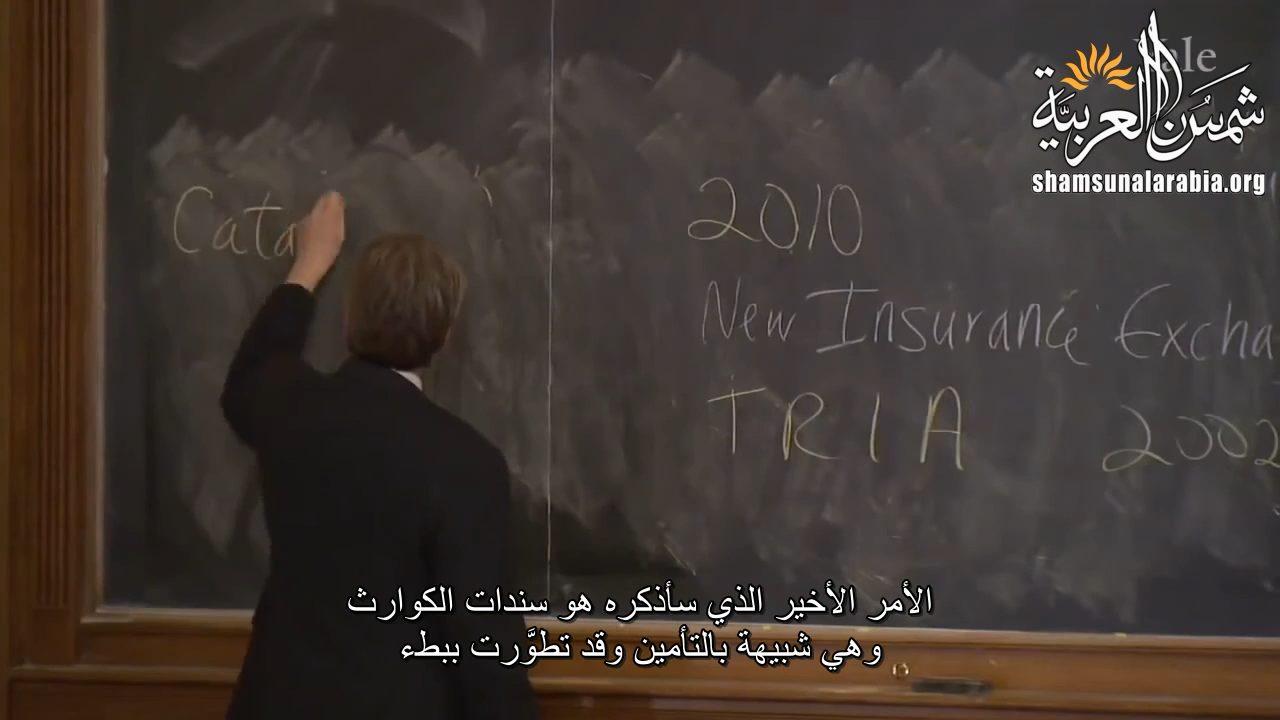 Yale
شمس العربية
shamsunalarabia.org
Cata
2010
New Insurance Excha
TRIA 2002
الأمر الأخير الذي سأذكره هو سندات الكوارث
وهي شبيهة بالتأمين وقد تطوَّرت ببطء